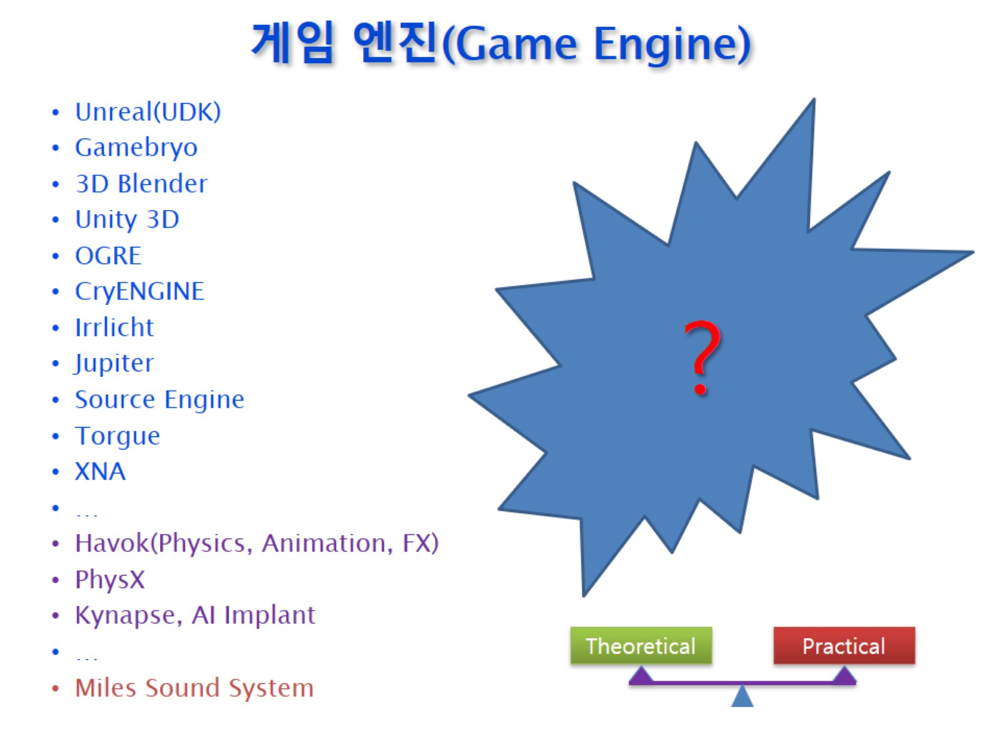 게임 엔진(Game Engine)
• Unreal(UDK)
• Gamebryo
• 3D Blender
• Unity 3D
• OGRE
• CryENGINE
• Irrlicht
• Jupiter
• Source Engine
• Torgue
• XNA
• …
• Havok(Physics, Animation, FX)
• PhysX
• Kynapse, AI Implant
• …
• Miles Sound System
?
Theoretical
Practical